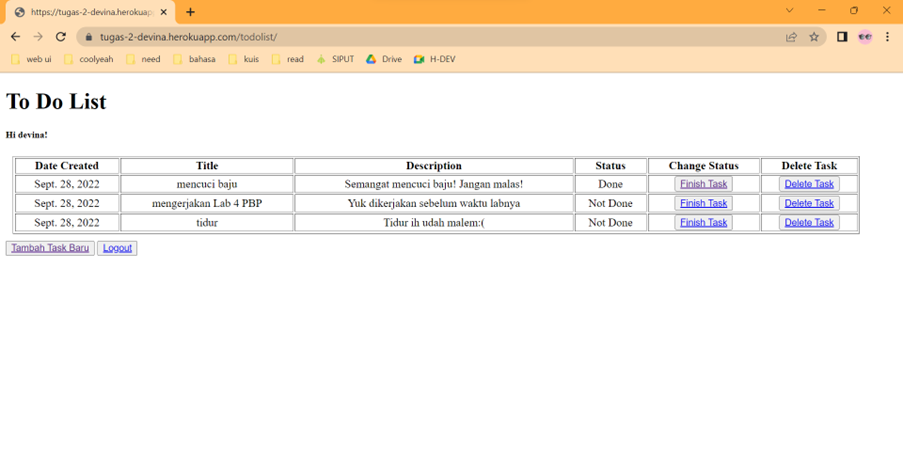 https://tugas-2-devina.herokuap
tugas-2-devina.herokuapp.com/todolist/
web ui coolyeah need bahasa kuis read SIPUT Drive H-DEV
To Do List
Hi devina!
Date Created Title Description Status Change Status Delete Task
Sept. 28, 2022 mencuci baju Semangat mencuci baju! Jangan malas! Done Finish Task Delete Task
Sept. 28, 2022 mengerjakan Lab 4 PBP Yuk dikerjakan sebelum waktu labnya Not Done Finish Task Delete Task
Sept. 28, 2022 tidur Tidur ih udah malem:( Not Done Finish Task Delete Task
Tambah Task Baru Logout